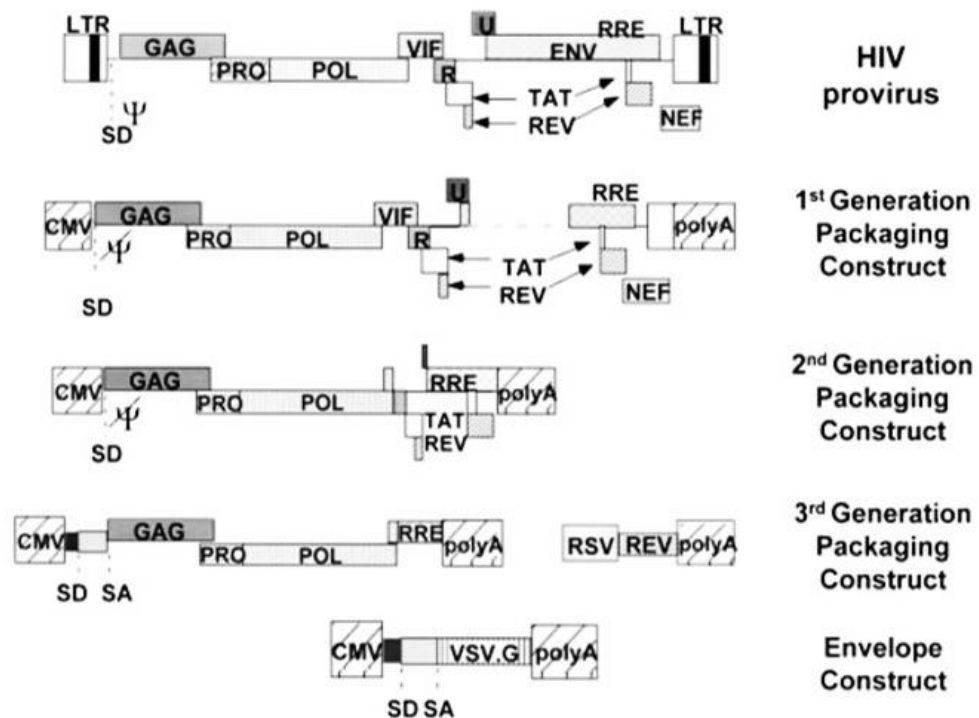 LTR GAG VIF U RRE ENV LTR
PRO POL R
Ψ SD TAT REV NEF
HIV
provirus
CMV GAG VIF U RRE polyA
PRO POL R
Ψ SD TAT REV NEF
1st Generation
Packaging
Construct
CMV GAG RRE polyA
PRO POL
Ψ SD TAT REV
2nd Generation
Packaging
Construct
CMV GAG RRE polyA RSV REV polyA
PRO POL
SD SA
3rd Generation
Packaging
Construct
CMV VSV.G polyA
SD SA
Envelope
Construct